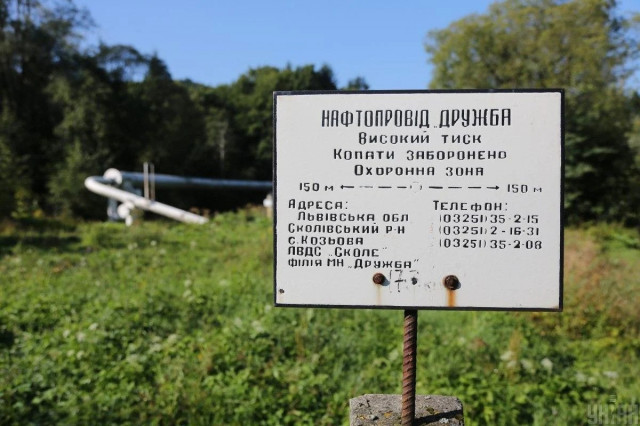 НАФТОПРОВІД „ДРУЖБА
ВИСОКИЙ ТИСК
КОПАТИ ЗАБОРОНЕНО
ОХОРОННА ЗОНА
150 м ← → 150 м
АДРЕСА:
ЛЬВІВСЬКА ОБЛ
СКОЛІВСЬКИЙ Р-Н
С.КОЗЬОВА
ЛВДС "СКОЛЕ"
ФІЛІЯ МН „ДРУЖБА"
ТЕЛЕФОН:
(03251) 35-2-15
(03251) 2-16-31
(03251) 35-2-08
УНІАН